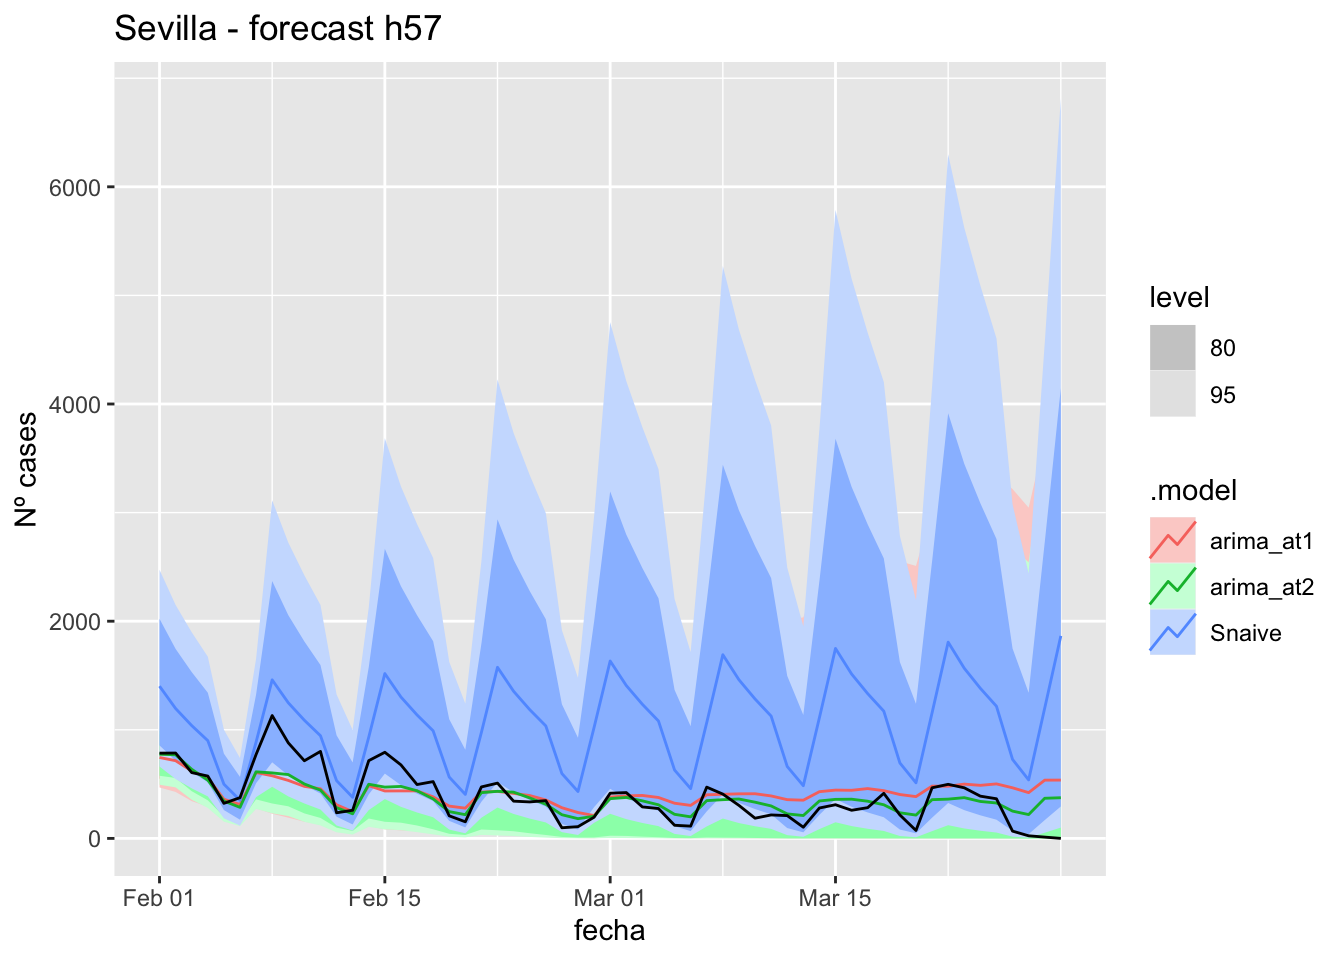 Sevilla - forecast h57
Nº cases
6000
4000
2000
0
Feb 01
Feb 15
Mar 01
Mar 15
fecha
level
80
95
.model
arima_at1
arima_at2
Snaive